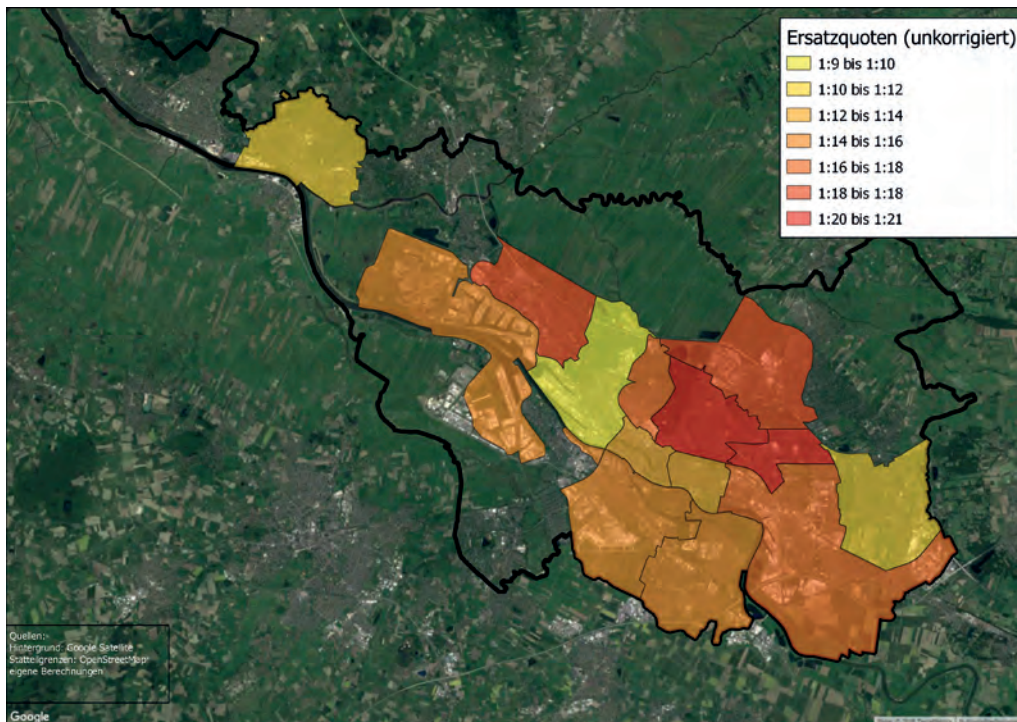 Ersatzquoten (unkorrigiert)
1:9 bis 1:10
1:10 bis 1:12
1:12 bis 1:14
1:14 bis 1:16
1:16 bis 1:18
1:18 bis 1:18
1:20 bis 1:21
Quellen:
Hintergrund: Google Satellite
Statteilgrenzen: OpenStreetMap
eigene Berechnungen
Google